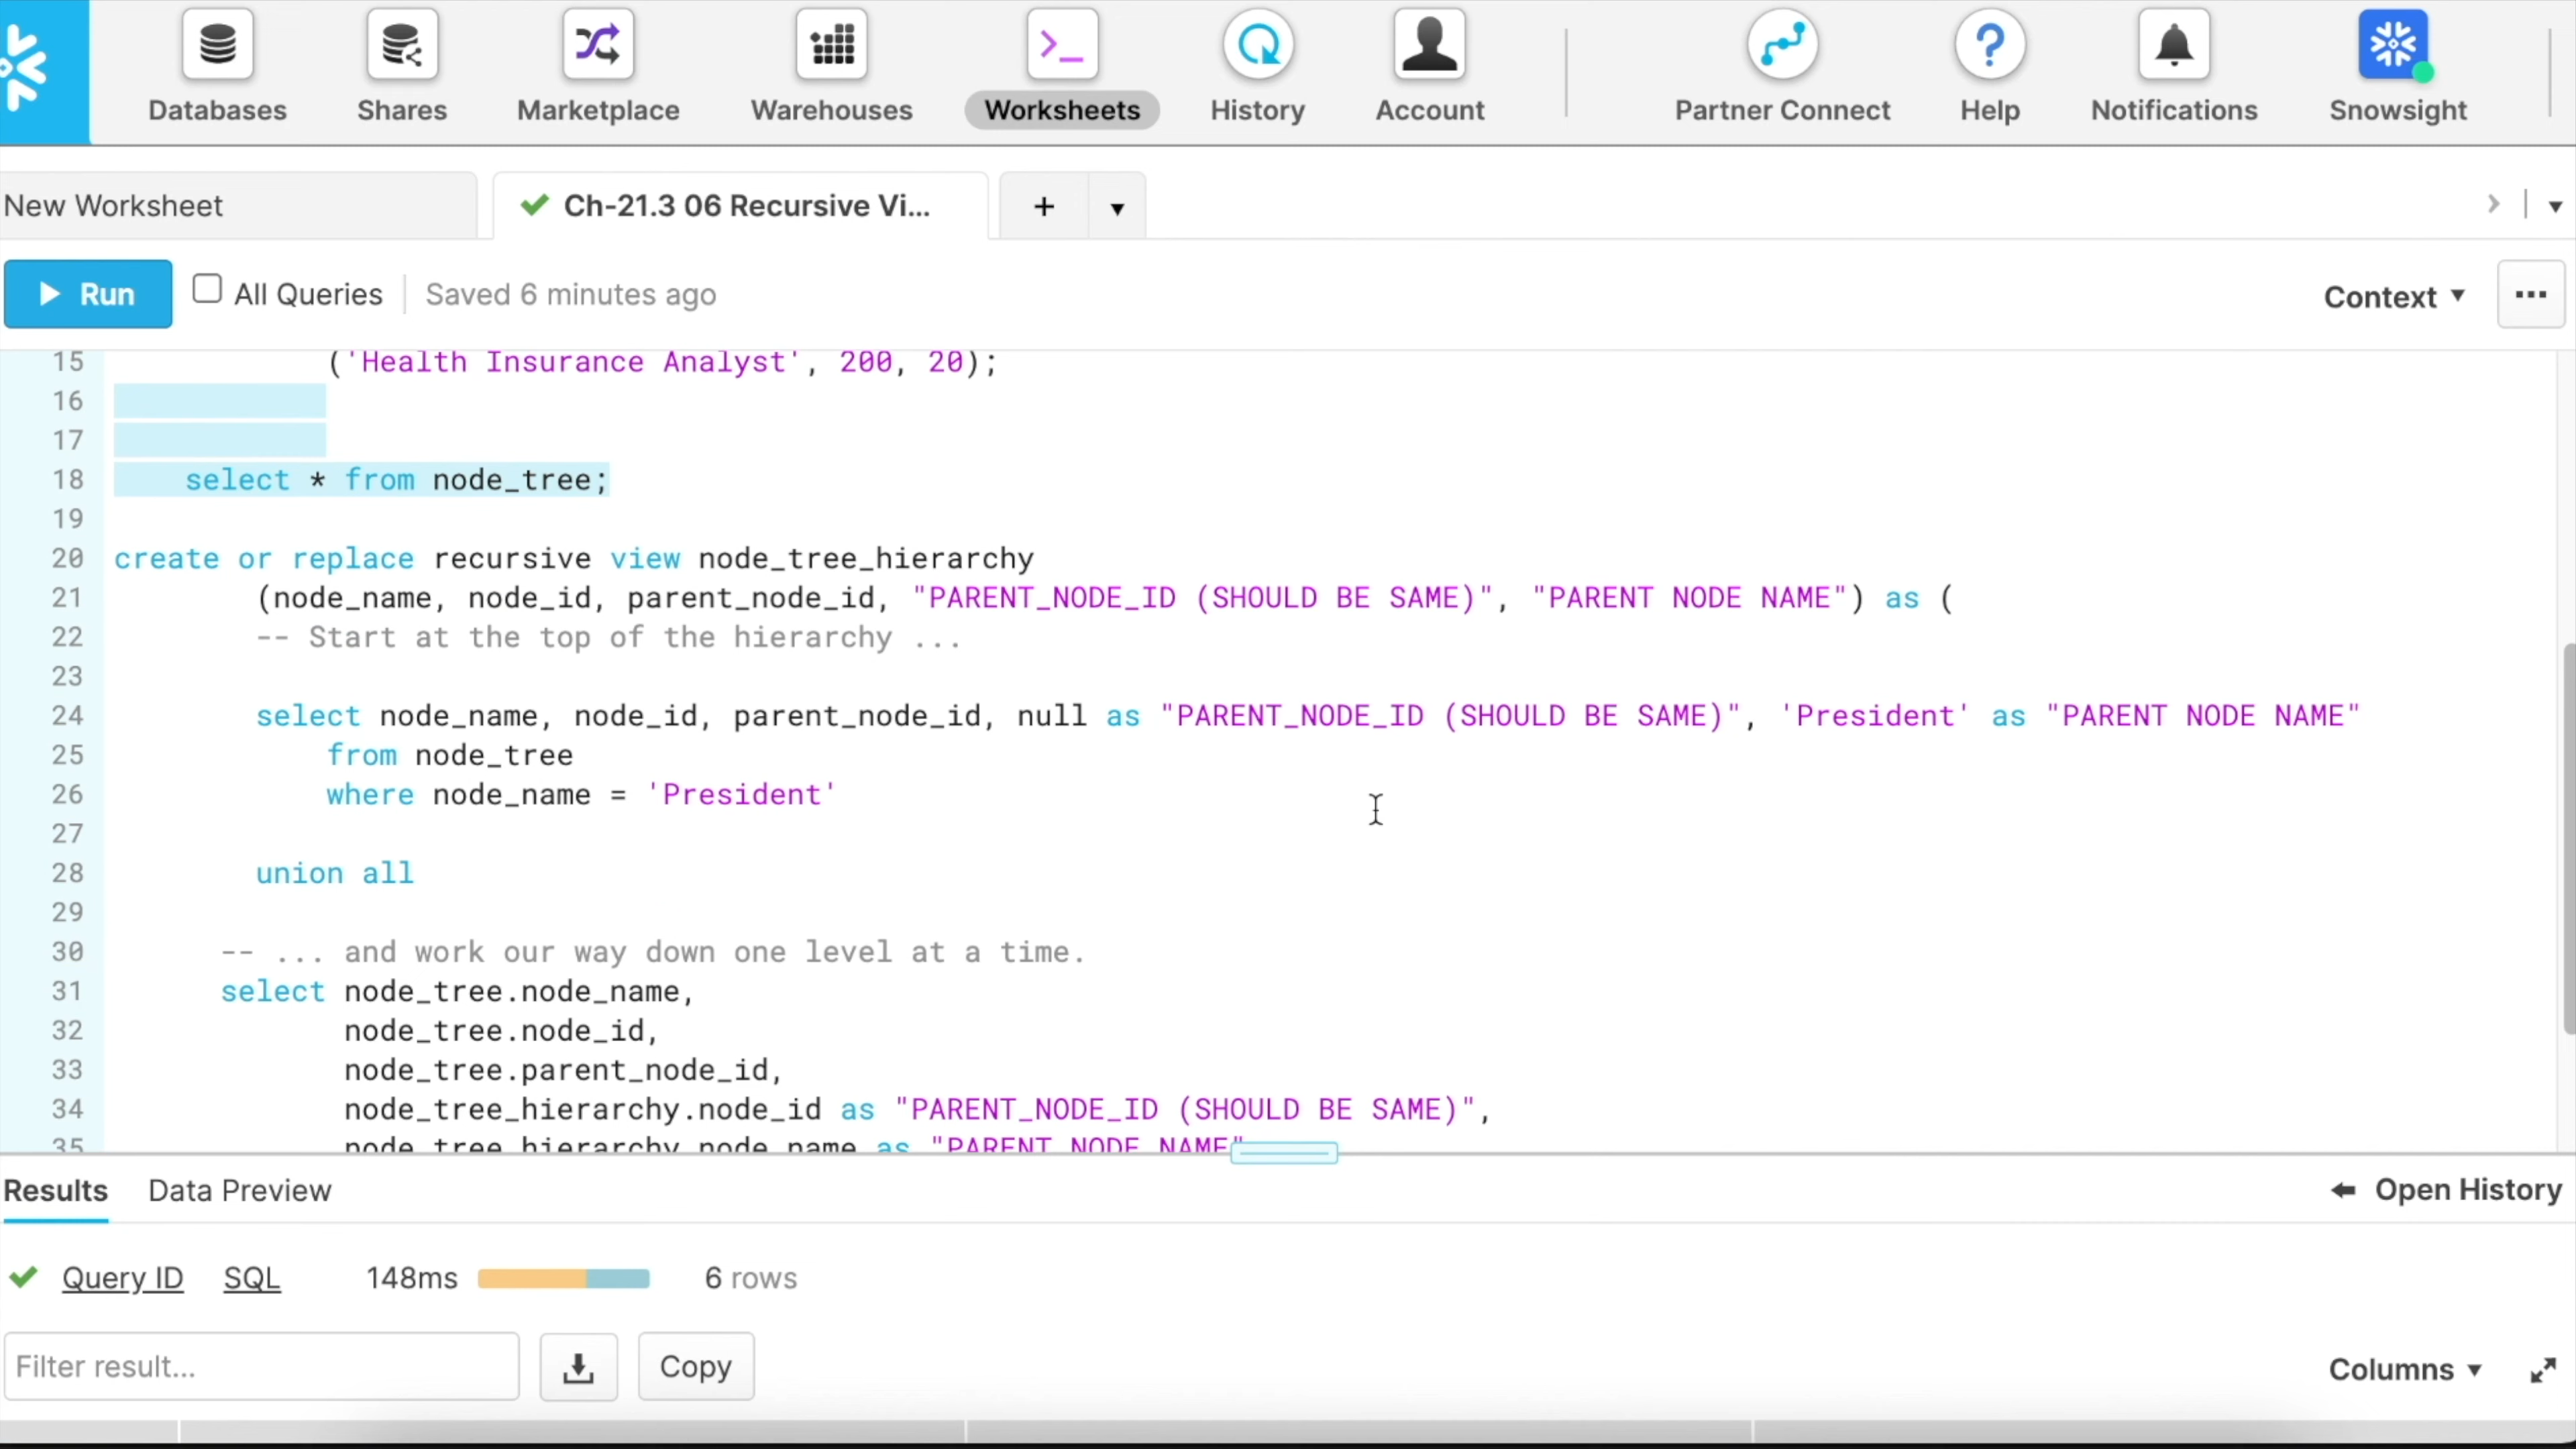 Databases Shares Marketplace Warehouses Worksheets History Account Partner Connect Help Notifications Snowsight
New Worksheet Ch-21.3 06 Recursive Vi... +
Run All Queries Saved 6 minutes ago Context ...
15 ('Health Insurance Analyst', 200, 20);
16
17
18 select * from node_tree;
19
20 create or replace recursive view node_tree_hierarchy
21 (node_name, node_id, parent_node_id, "PARENT_NODE_ID (SHOULD BE SAME)", "PARENT NODE NAME") as (
22 -- Start at the top of the hierarchy ...
23
24 select node_name, node_id, parent_node_id, null as "PARENT_NODE_ID (SHOULD BE SAME)", 'President' as "PARENT NODE NAME"
25 from node_tree
26 where node_name = 'President'
27
28 union all
29
30 -- ... and work our way down one level at a time.
31 select node_tree.node_name,
32 node_tree.node_id,
33 node_tree.parent_node_id,
34 node_tree_hierarchy.node_id as "PARENT_NODE_ID (SHOULD BE SAME)",
35 node_tree_hierarchy.node_name as "PARENT NODE NAME"
Results Data Preview Open History
Query ID SQL 148ms 6 rows
Filter result... Copy Columns